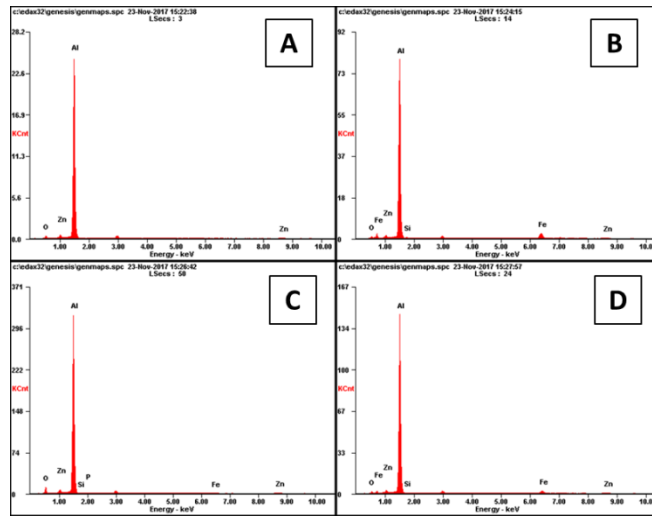 c:\edax32\genesis\genmaps.spc 23-Nov-2017 15:22:38
LSecs : 3
A
28.2
22.6
16.9
11.3
5.6
0.0
KCnt
Al
O
Zn
Zn
1.00 2.00 3.00 4.00 5.00 6.00 7.00 8.00 9.00 10.00
Energy - keV
c:\edax32\genesis\genmaps.spc 23-Nov-2017 15:24:15
LSecs : 14
B
92
73
55
37
18
0
KCnt
Al
O
Fe
Zn
Si
Fe
Zn
1.00 2.00 3.00 4.00 5.00 6.00 7.00 8.00 9.00 10.00
Energy - keV
c:\edax32\genesis\genmaps.spc 23-Nov-2017 15:26:42
LSecs : 58
C
371
296
222
148
74
0
KCnt
Al
O
Zn
Si
P
Fe
Zn
1.00 2.00 3.00 4.00 5.00 6.00 7.00 8.00 9.00 10.00
Energy - keV
c:\edax32\genesis\genmaps.spc 23-Nov-2017 15:27:57
LSecs : 24
D
167
134
100
67
33
0
KCnt
Al
O
Fe
Zn
Si
Fe
Zn
1.00 2.00 3.00 4.00 5.00 6.00 7.00 8.00 9.00 10.00
Energy - keV